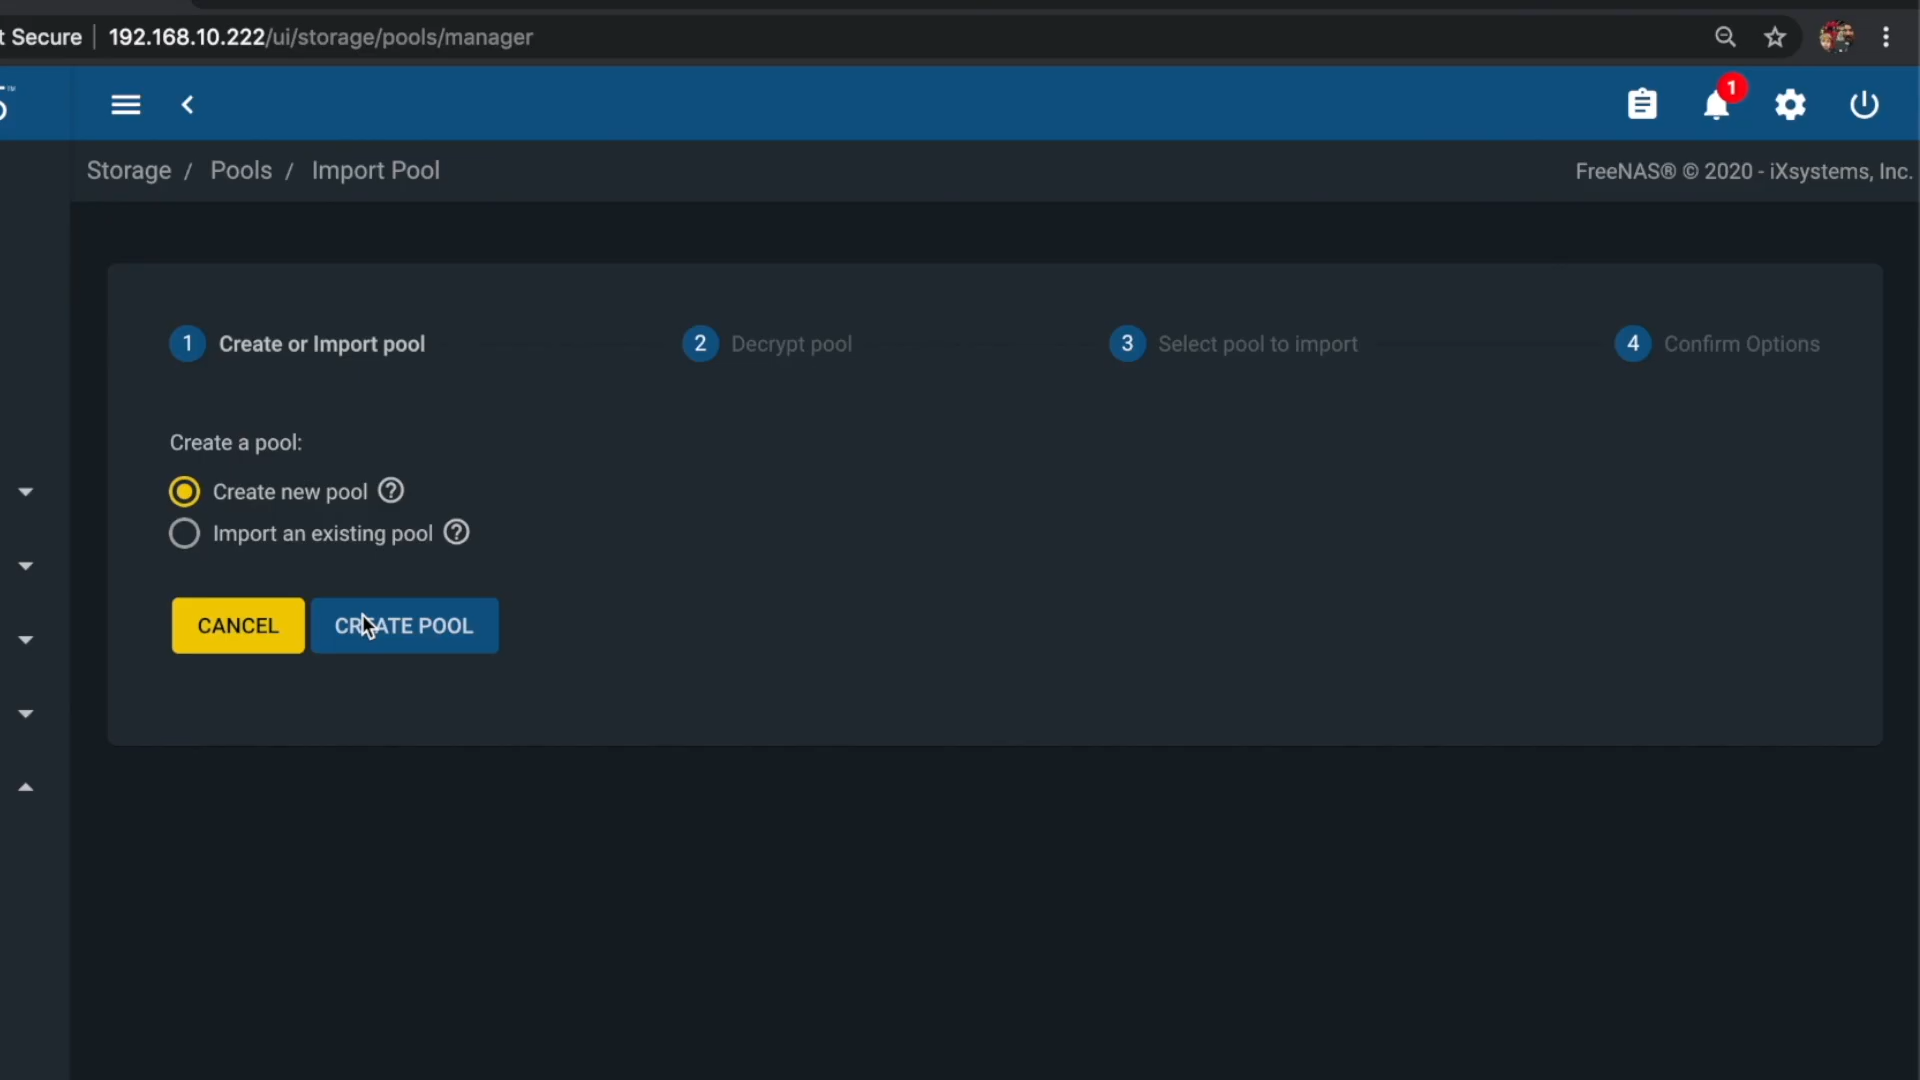 t Secure | 192.168.10.222/ui/storage/pools/manager
™
1
Storage / Pools / Import Pool
FreeNAS® © 2020 - iXsystems, Inc.
1 Create or Import pool
2 Decrypt pool
3 Select pool to import
4 Confirm Options
Create a pool:
Create new pool ?
Import an existing pool ?
CANCEL
CREATE POOL